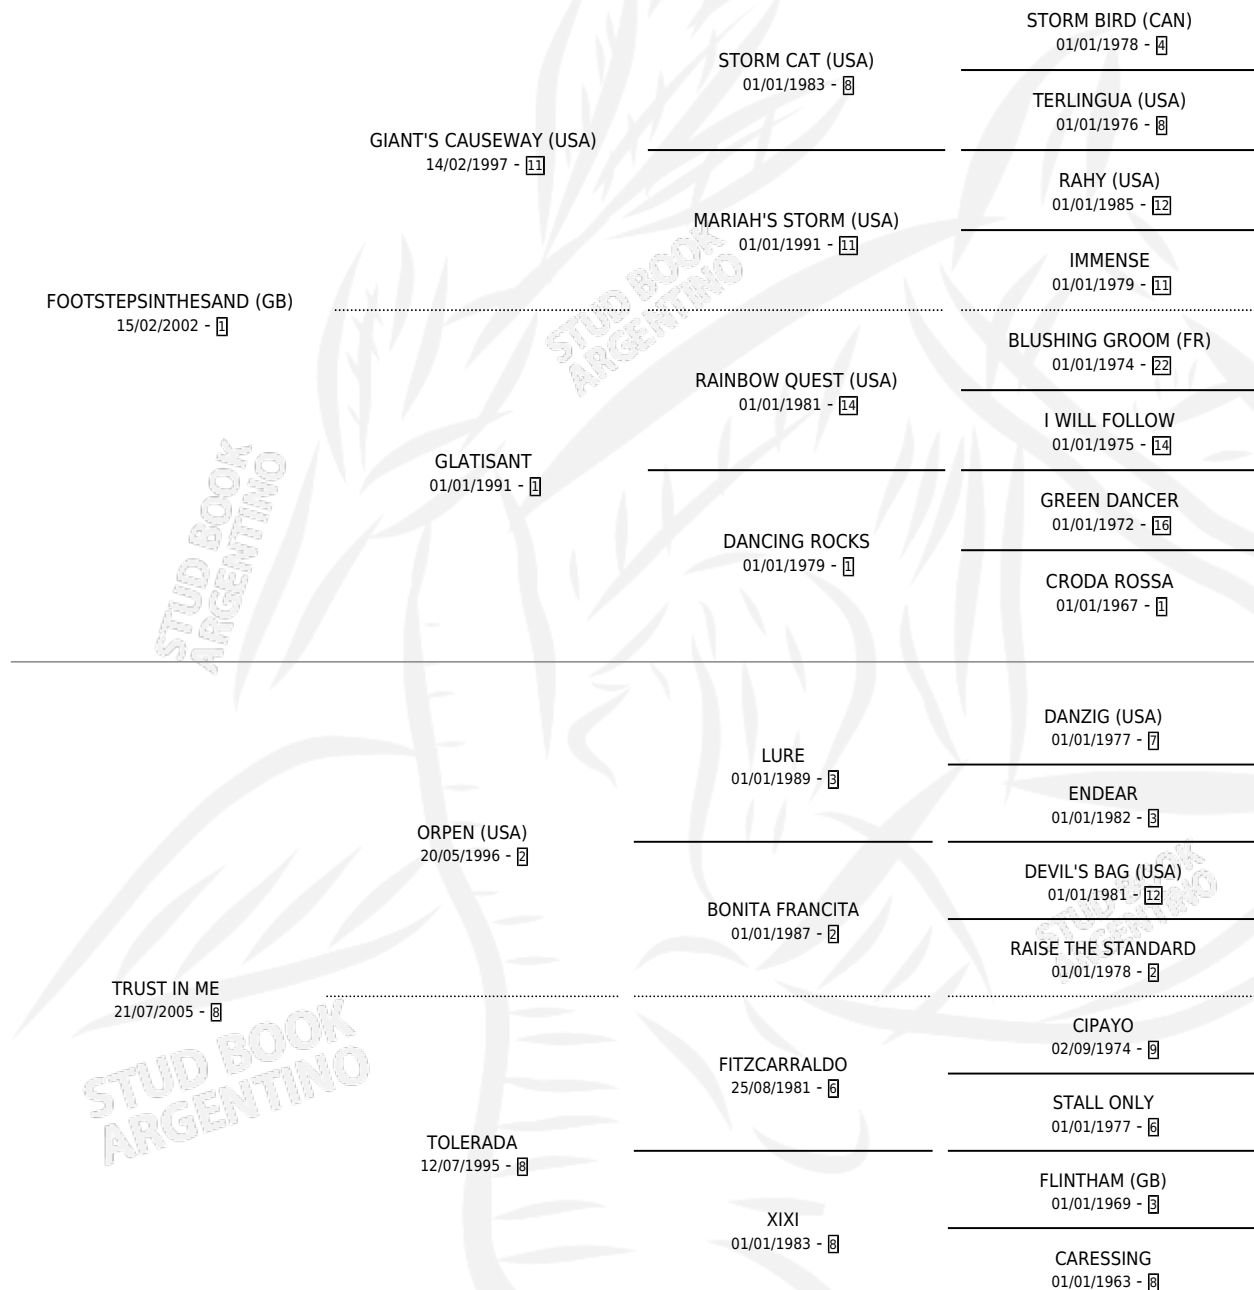 STORM BIRD (CAN)
01/01/1978 - 4
STORM CAT (USA)
01/01/1983 - 8
TERLINGUA (USA)
01/01/1976 - 8
GIANT'S CAUSEWAY (USA)
14/02/1997 - 11
RAHY (USA)
01/01/1985 - 12
MARIAH'S STORM (USA)
01/01/1991 - 11
IMMENSE
01/01/1979 - 11
FOOTSTEPSINTHESAND (GB)
15/02/2002 - 1
BLUSHING GROOM (FR)
01/01/1974 - 22
RAINBOW QUEST (USA)
01/01/1981 - 14
I WILL FOLLOW
01/01/1975 - 14
GLATISANT
01/01/1991 - 1
GREEN DANCER
01/01/1972 - 16
DANCING ROCKS
01/01/1979 - 1
CRODA ROSSA
01/01/1967 - 1
DANZIG (USA)
01/01/1977 - 7
LURE
01/01/1989 - 3
ENDEAR
01/01/1982 - 3
ORPEN (USA)
20/05/1996 - 2
DEVIL'S BAG (USA)
01/01/1981 - 12
BONITA FRANCITA
01/01/1987 - 2
RAISE THE STANDARD
01/01/1978 - 2
TRUST IN ME
21/07/2005 - 8
CIPAYO
02/09/1974 - 9
FITZCARRALDO
25/08/1981 - 6
STALL ONLY
01/01/1977 - 6
TOLERADA
12/07/1995 - 8
FLINTHAM (GB)
01/01/1969 - 3
XIXI
01/01/1983 - 8
CARESSING
01/01/1963 - 8
STUD BOOK
ARGENTINO
STUD BOOK
ARGENTINO
STUD BOOK
ARGENTINO
STUD BOOK
ARGENTINO